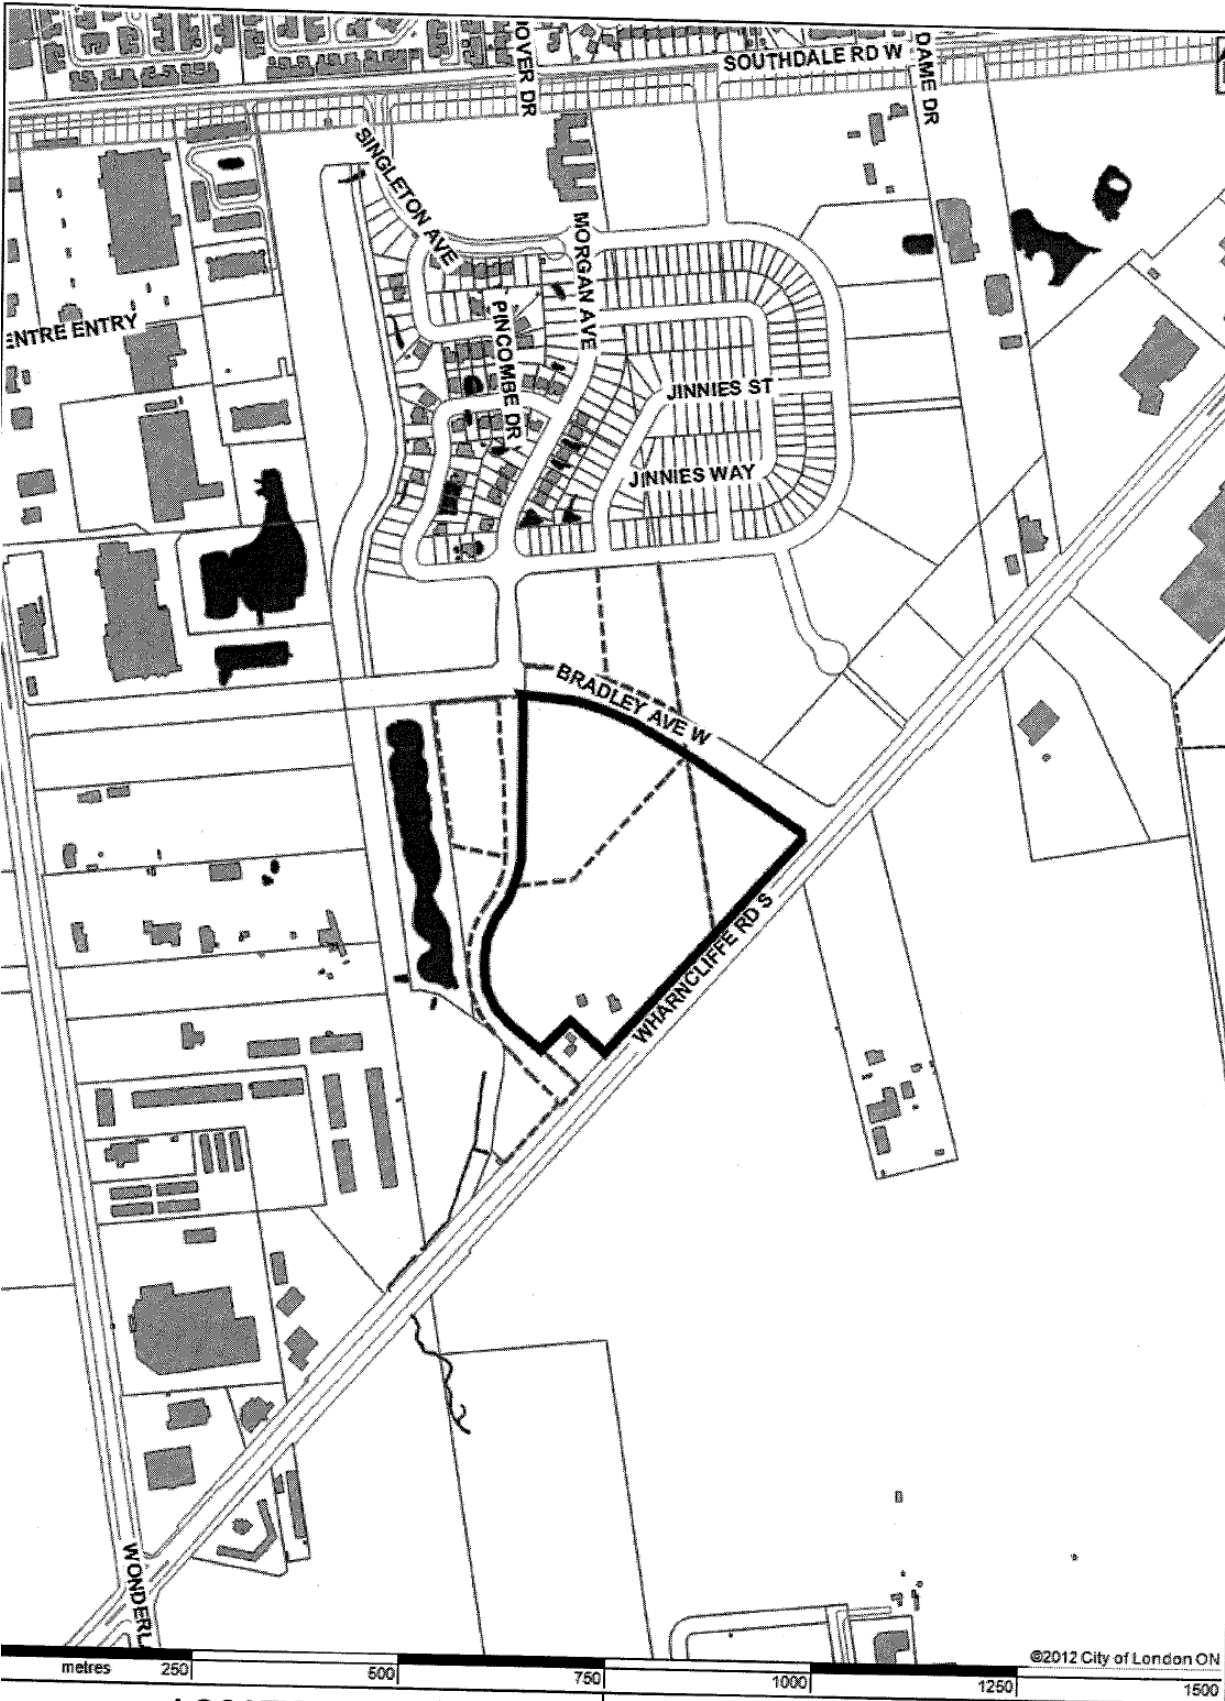 OVER DR
SOUTHDALE RD W
DAME DR
SINGLETON AVE
MORGAN AVE
ENTRE ENTRY
PINCOMBE DR
JINNIES ST
JINNIES WAY
BRADLEY AVE W
WHARNCLIFFE RD S
WONDERL
©2012 City of London ON
metres 250 500 750 1000 1250 1500